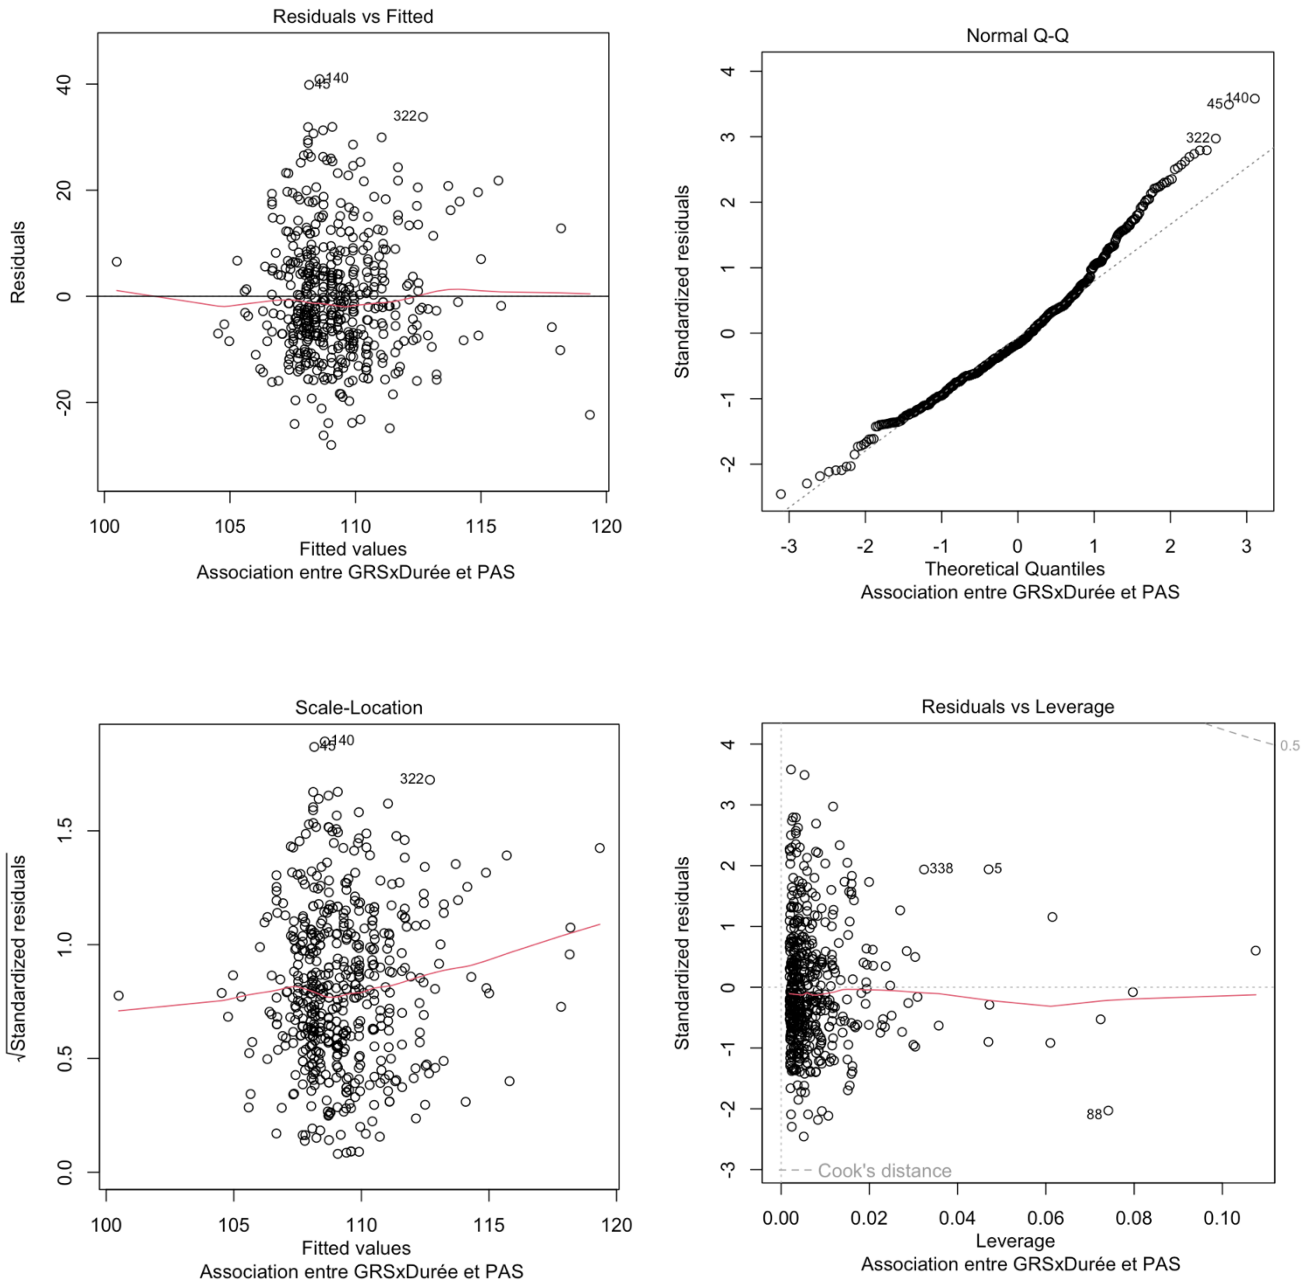 Residuals vs Fitted
Residuals
40
20
0
-20
45
140
322
100 105 110 115 120
Fitted values
Association entre GRSxDurée et PAS
Normal Q-Q
Standardized residuals
4
3
2
1
0
-1
-2
45
140
322
-3 -2 -1 0 1 2 3
Theoretical Quantiles
Association entre GRSxDurée et PAS
Scale-Location
√Standardized residuals
1.5
1.0
0.5
0.0
45
140
322
100 105 110 115 120
Fitted values
Association entre GRSxDurée et PAS
Residuals vs Leverage
Standardized residuals
4
3
2
1
0
-1
-2
-3
0.5
338
5
88
Cook's distance
0.00 0.02 0.04 0.06 0.08 0.10
Leverage
Association entre GRSxDurée et PAS